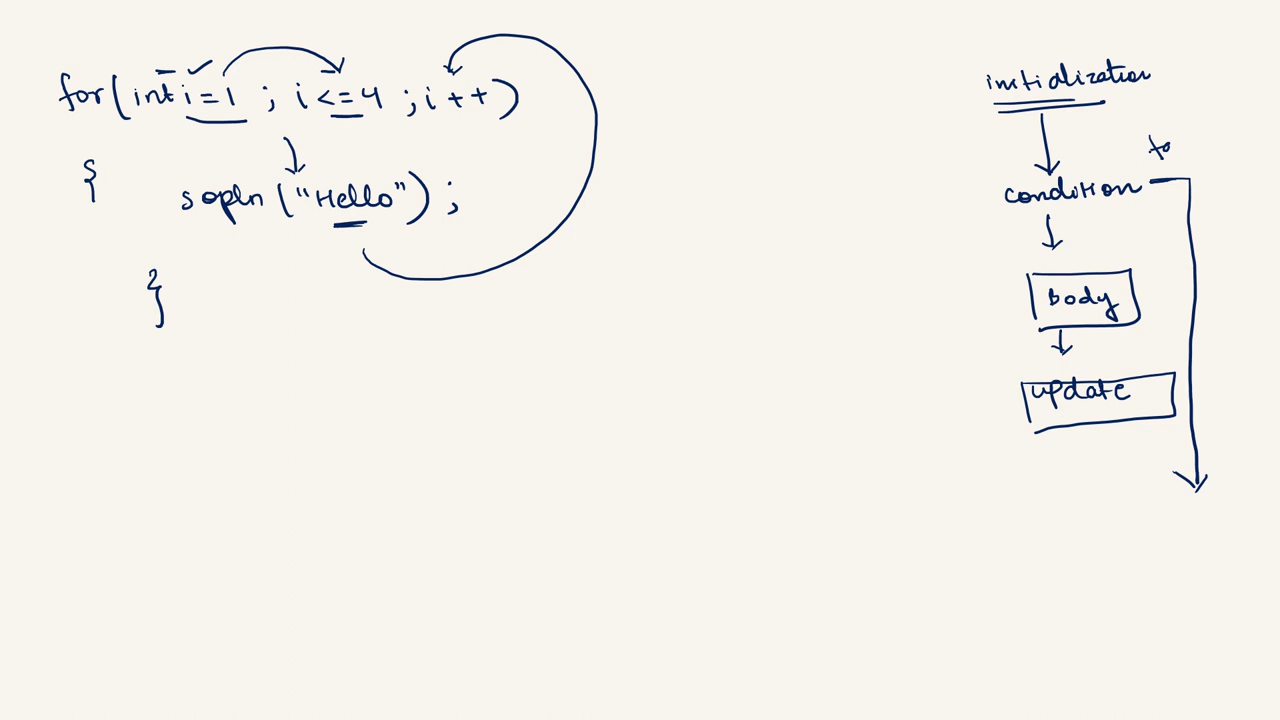 for(int i=1 ; i<=4 ;i++)
{
sopln ("Hello") ;
}
initialization
condition
Body
update